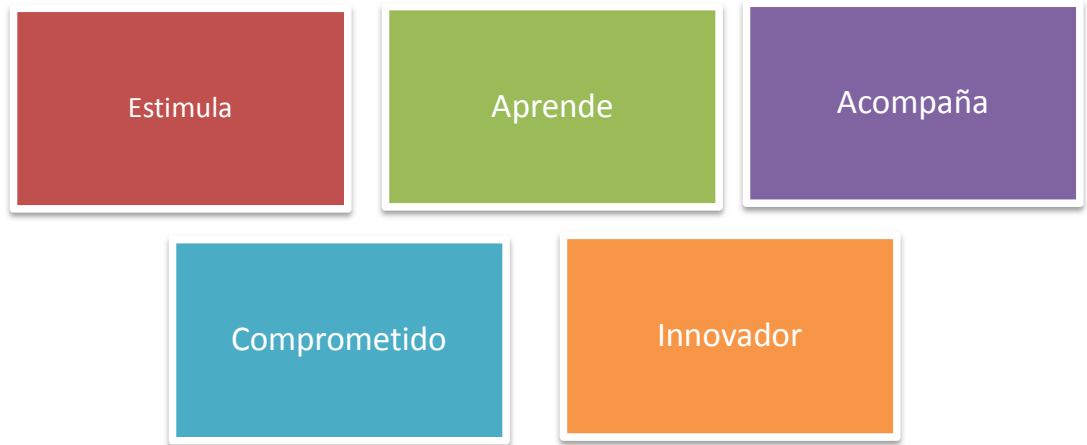 Estimula
Aprende
Acompaña
Comprometido
Innovador